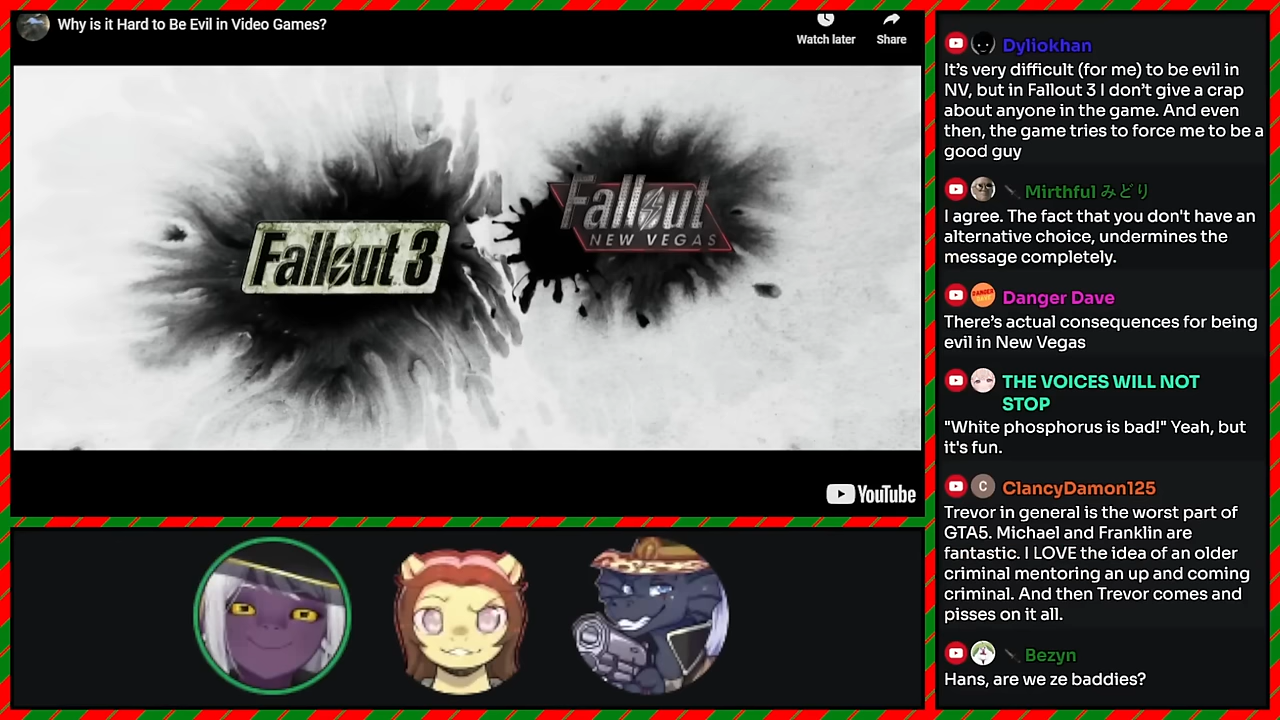 Why is it Hard to Be Evil in Video Games?
Watch later
Share
Fallout 3
Fallout
NEW VEGAS
YouTube
Dyliokhan
It’s very difficult (for me) to be evil in
NV, but in Fallout 3 I don’t give a crap
about anyone in the game. And even
then, the game tries to force me to be a
good guy
Mirthful みどり
I agree. The fact that you don't have an
alternative choice, undermines the
message completely.
DANGER
DAVE
Danger Dave
There’s actual consequences for being
evil in New Vegas
THE VOICES WILL NOT
STOP
"White phosphorus is bad!" Yeah, but
it's fun.
C
ClancyDamon125
Trevor in general is the worst part of
GTA5. Michael and Franklin are
fantastic. I LOVE the idea of an older
criminal mentoring an up and coming
criminal. And then Trevor comes and
pisses on it all.
Bezyn
Hans, are we ze baddies?